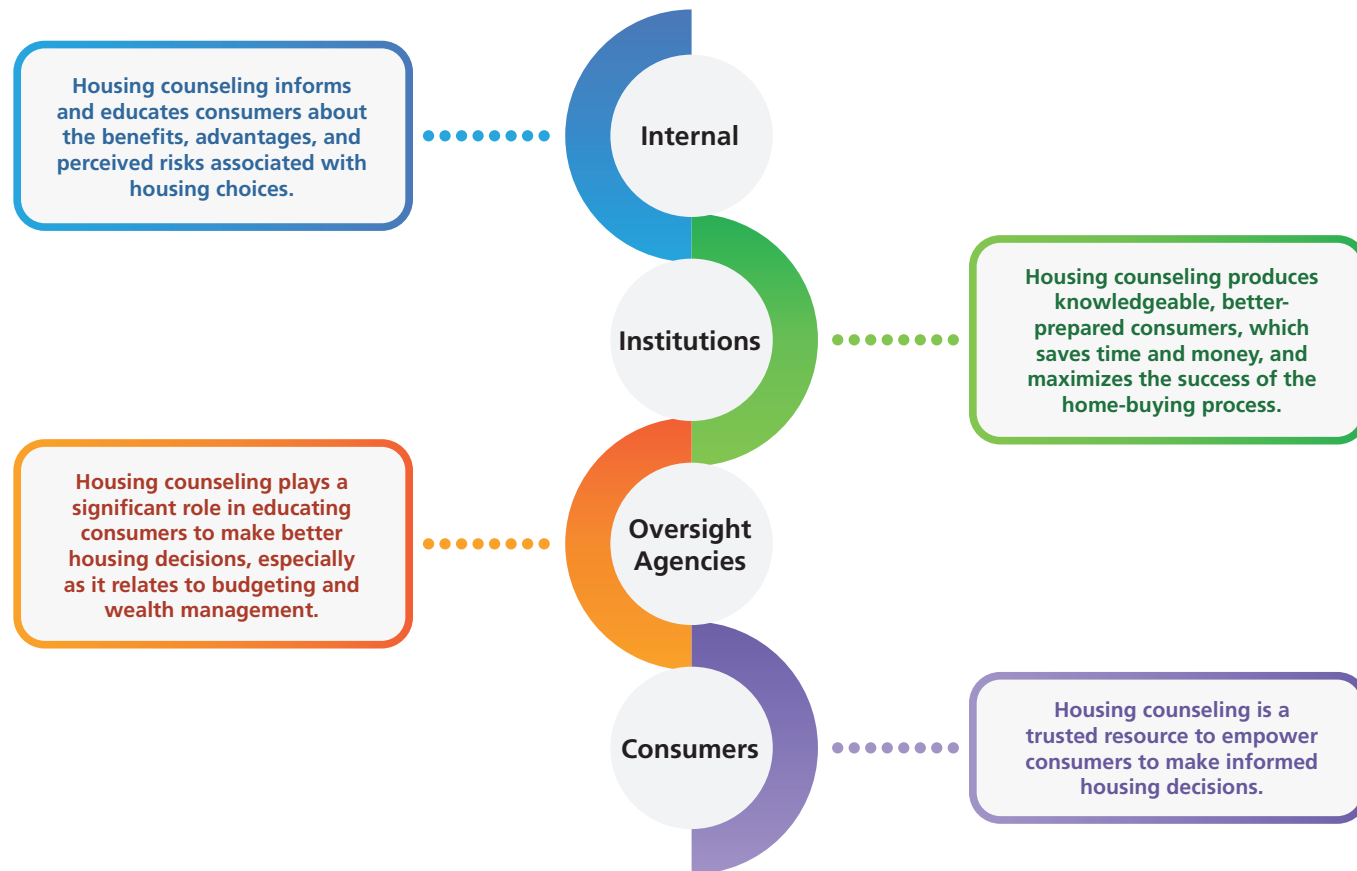 Housing counseling informs
and educates consumers about
the benefits, advantages, and
perceived risks associated with
housing choices.
Internal
Institutions
Housing counseling produces
knowledgeable, better-
prepared consumers, which
saves time and money, and
maximizes the success of the
home-buying process.
Housing counseling plays a
significant role in educating
consumers to make better
housing decisions, especially
as it relates to budgeting and
wealth management.
Oversight
Agencies
Consumers
Housing counseling is a
trusted resource to empower
consumers to make informed
housing decisions.